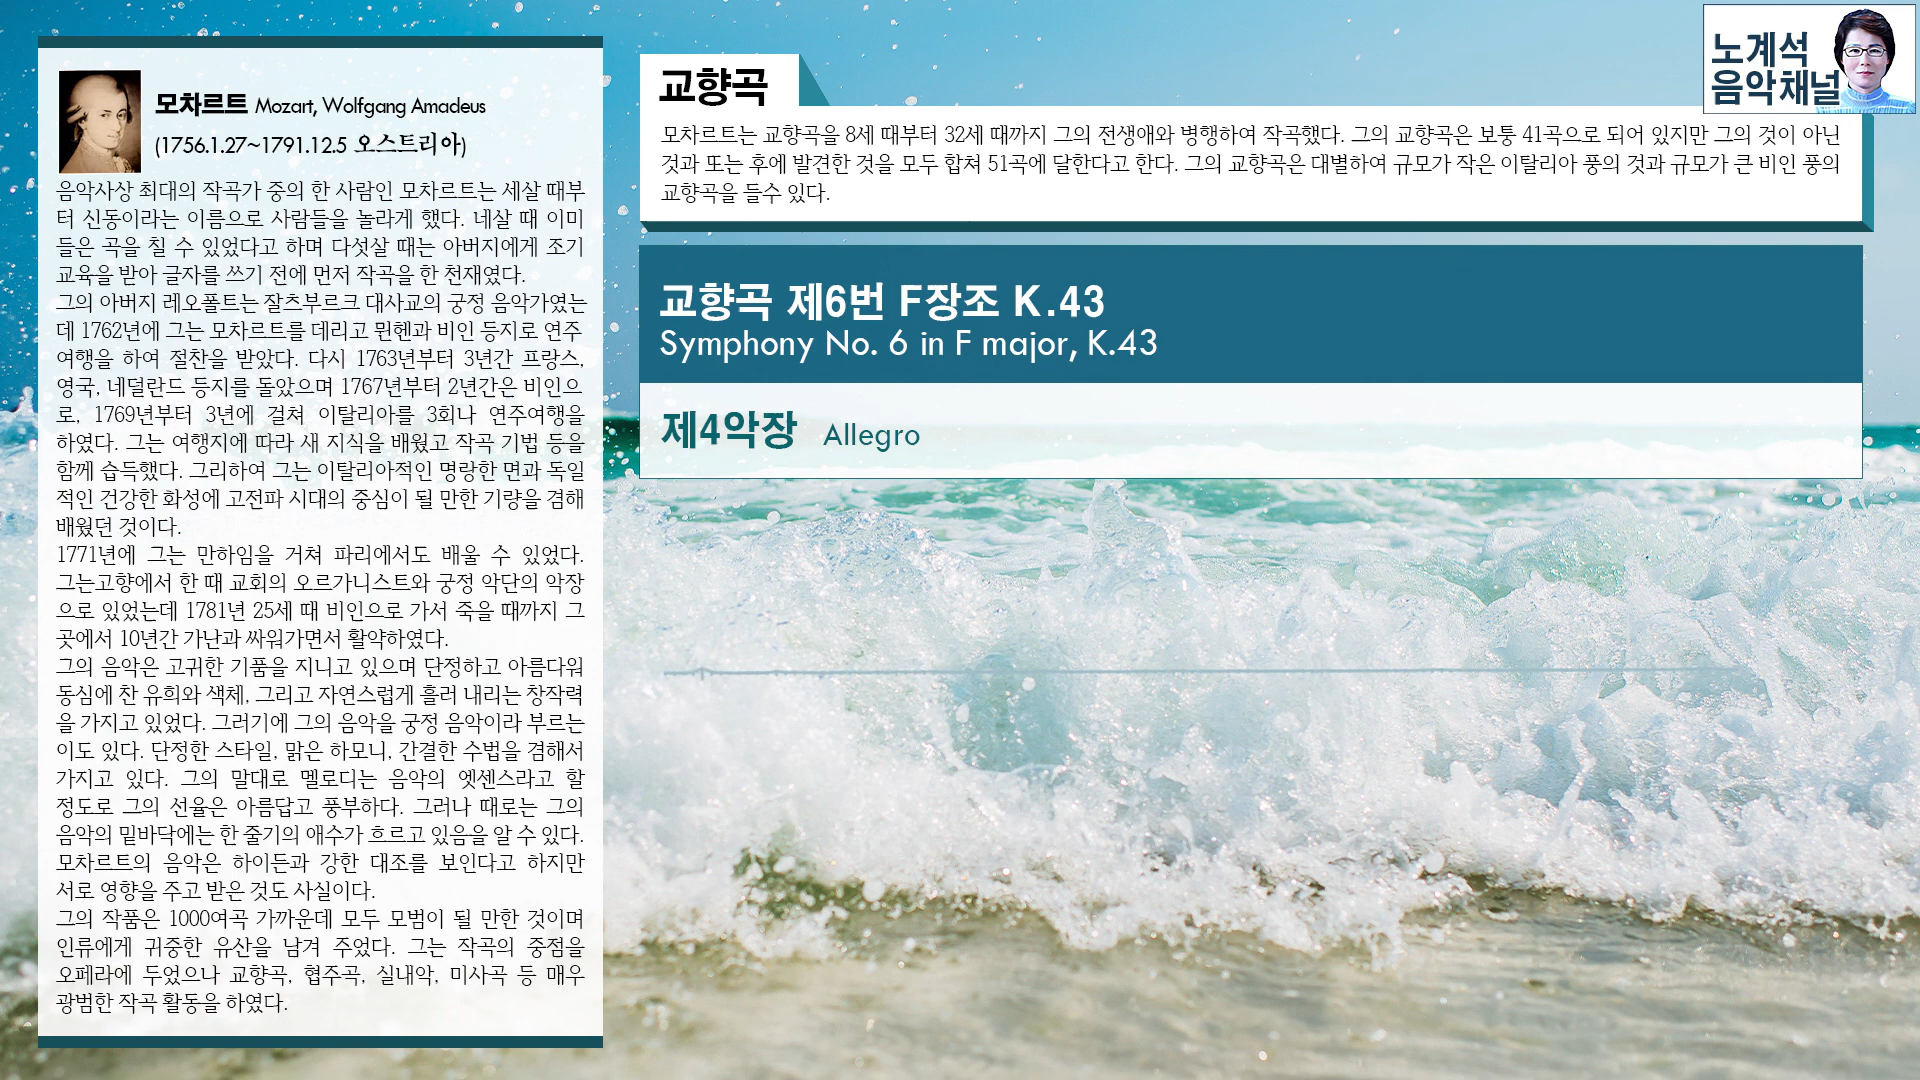 모차르트 Mozart, Wolfgang Amadeus
(1756.1.27~1791.12.5 오스트리아)
음악사상 최대의 작곡가 중의 한 사람인 모차르트는 세살 때부
터 신동이라는 이름으로 사람들을 놀라게 했다. 네살 때 이미
들은 곡을 칠 수 있었다고 하며 다섯살 때는 아버지에게 조기
교육을 받아 글자를 쓰기 전에 먼저 작곡을 한 천재였다.
그의 아버지 레오폴트는 잘츠부르크 대사교의 궁정 음악가였는
데 1762년에 그는 모차르트를 데리고 뮌헨과 비인 등지로 연주
여행을 하여 절찬을 받았다. 다시 1763년부터 3년간 프랑스,
영국, 네덜란드 등지를 돌았으며 1767년부터 2년간은 비인으
로, 1769년부터 3년에 걸쳐 이탈리아를 3회나 연주여행을
하였다. 그는 여행지에 따라 새 지식을 배웠고 작곡 기법 등을
함께 습득했다. 그리하여 그는 이탈리아적인 명랑한 면과 독일
적인 건강한 화성에 고전파 시대의 중심이 될 만한 기량을 겸해
배웠던 것이다.
1771년에 그는 만하임을 거쳐 파리에서도 배울 수 있었다.
그는고향에서 한 때 교회의 오르가니스트와 궁정 악단의 악장
으로 있었는데 1781년 25세 때 비인으로 가서 죽을 때까지 그
곳에서 10년간 가난과 싸워가면서 활약하였다.
그의 음악은 고귀한 기품을 지니고 있으며 단정하고 아름다워
동심에 찬 유희와 색체, 그리고 자연스럽게 흘러 내리는 창작력
을 가지고 있었다. 그러기에 그의 음악을 궁정 음악이라 부르는
이도 있다. 단정한 스타일, 맑은 하모니, 간결한 수법을 겸해서
가지고 있다. 그의 말대로 멜로디는 음악의 엣센스라고 할
정도로 그의 선율은 아름답고 풍부하다. 그러나 때로는 그의
음악의 밑바닥에는 한 줄기의 애수가 흐르고 있음을 알 수 있다.
모차르트의 음악은 하이든과 강한 대조를 보인다고 하지만
서로 영향을 주고 받은 것도 사실이다.
그의 작품은 1000여곡 가까운데 모두 모범이 될 만한 것이며
인류에게 귀중한 유산을 남겨 주었다. 그는 작곡의 중점을
오페라에 두었으나 교향곡, 협주곡, 실내악, 미사곡 등 매우
광범한 작곡 활동을 하였다.
교향곡
모차르트는 교향곡을 8세 때부터 32세 때까지 그의 전생애와 병행하여 작곡했다. 그의 교향곡은 보통 41곡으로 되어 있지만 그의 것이 아닌
것과 또는 후에 발견한 것을 모두 합쳐 51곡에 달한다고 한다. 그의 교향곡은 대별하여 규모가 작은 이탈리아 풍의 것과 규모가 큰 비인 풍의
교향곡을 들수 있다.
교향곡 제6번 F장조 K.43
Symphony No. 6 in F major, K.43
제4악장 Allegro
노계석
음악채널